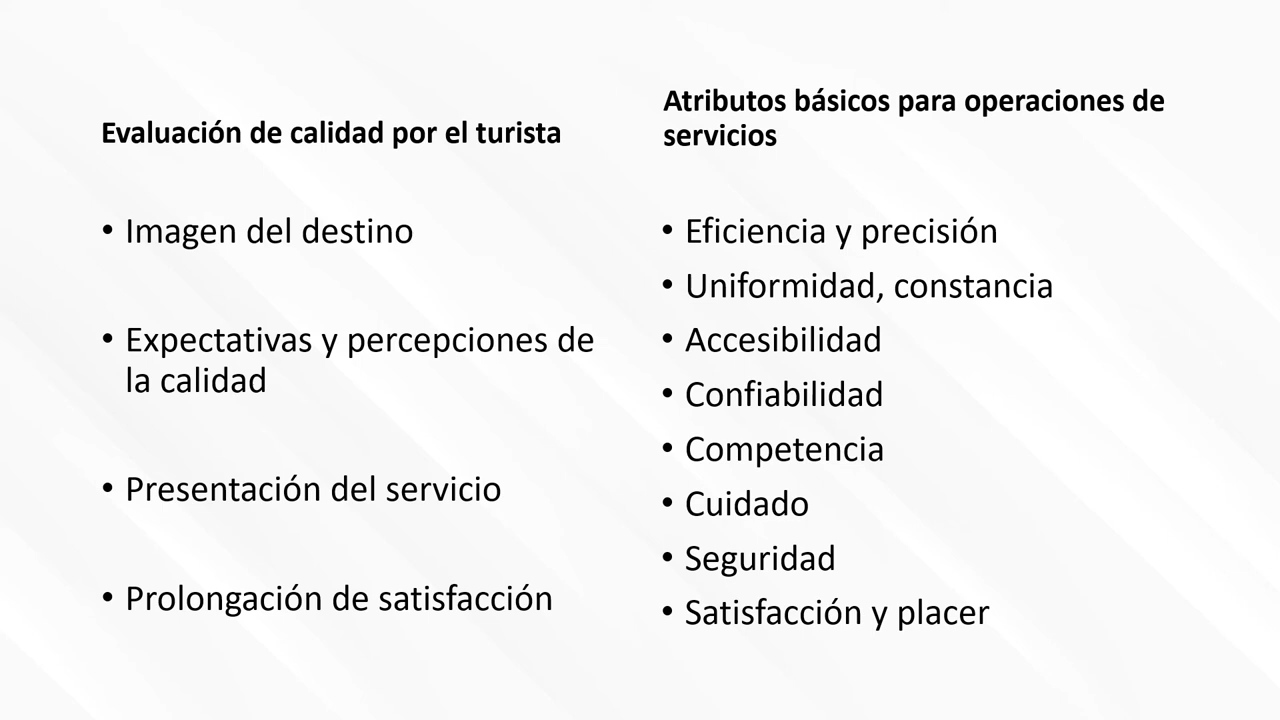 Evaluación de calidad por el turista
• Imagen del destino
• Expectativas y percepciones de
la calidad
• Presentación del servicio
• Prolongación de satisfacción
Atributos básicos para operaciones de
servicios
• Eficiencia y precisión
• Uniformidad, constancia
• Accesibilidad
• Confiabilidad
• Competencia
• Cuidado
• Seguridad
• Satisfacción y placer